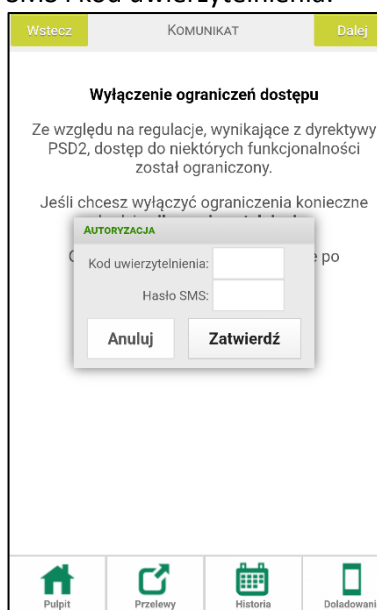 SMS i kod uwierzytelnienia.
Wstecz KOMUNIKAT Dalej
Wyłączenie ograniczeń dostępu
Ze względu na regulacje, wynikające z dyrektywy
PSD2, dostęp do niektórych funkcjonalności
został ograniczony.
Jeśli chcesz wyłączyć ograniczenia konieczne
AUTORYZACJA
Kod uwierzytelnienia:
po
Hasło SMS:
Anuluj Zatwierdź
Pulpit Przelewy Historia